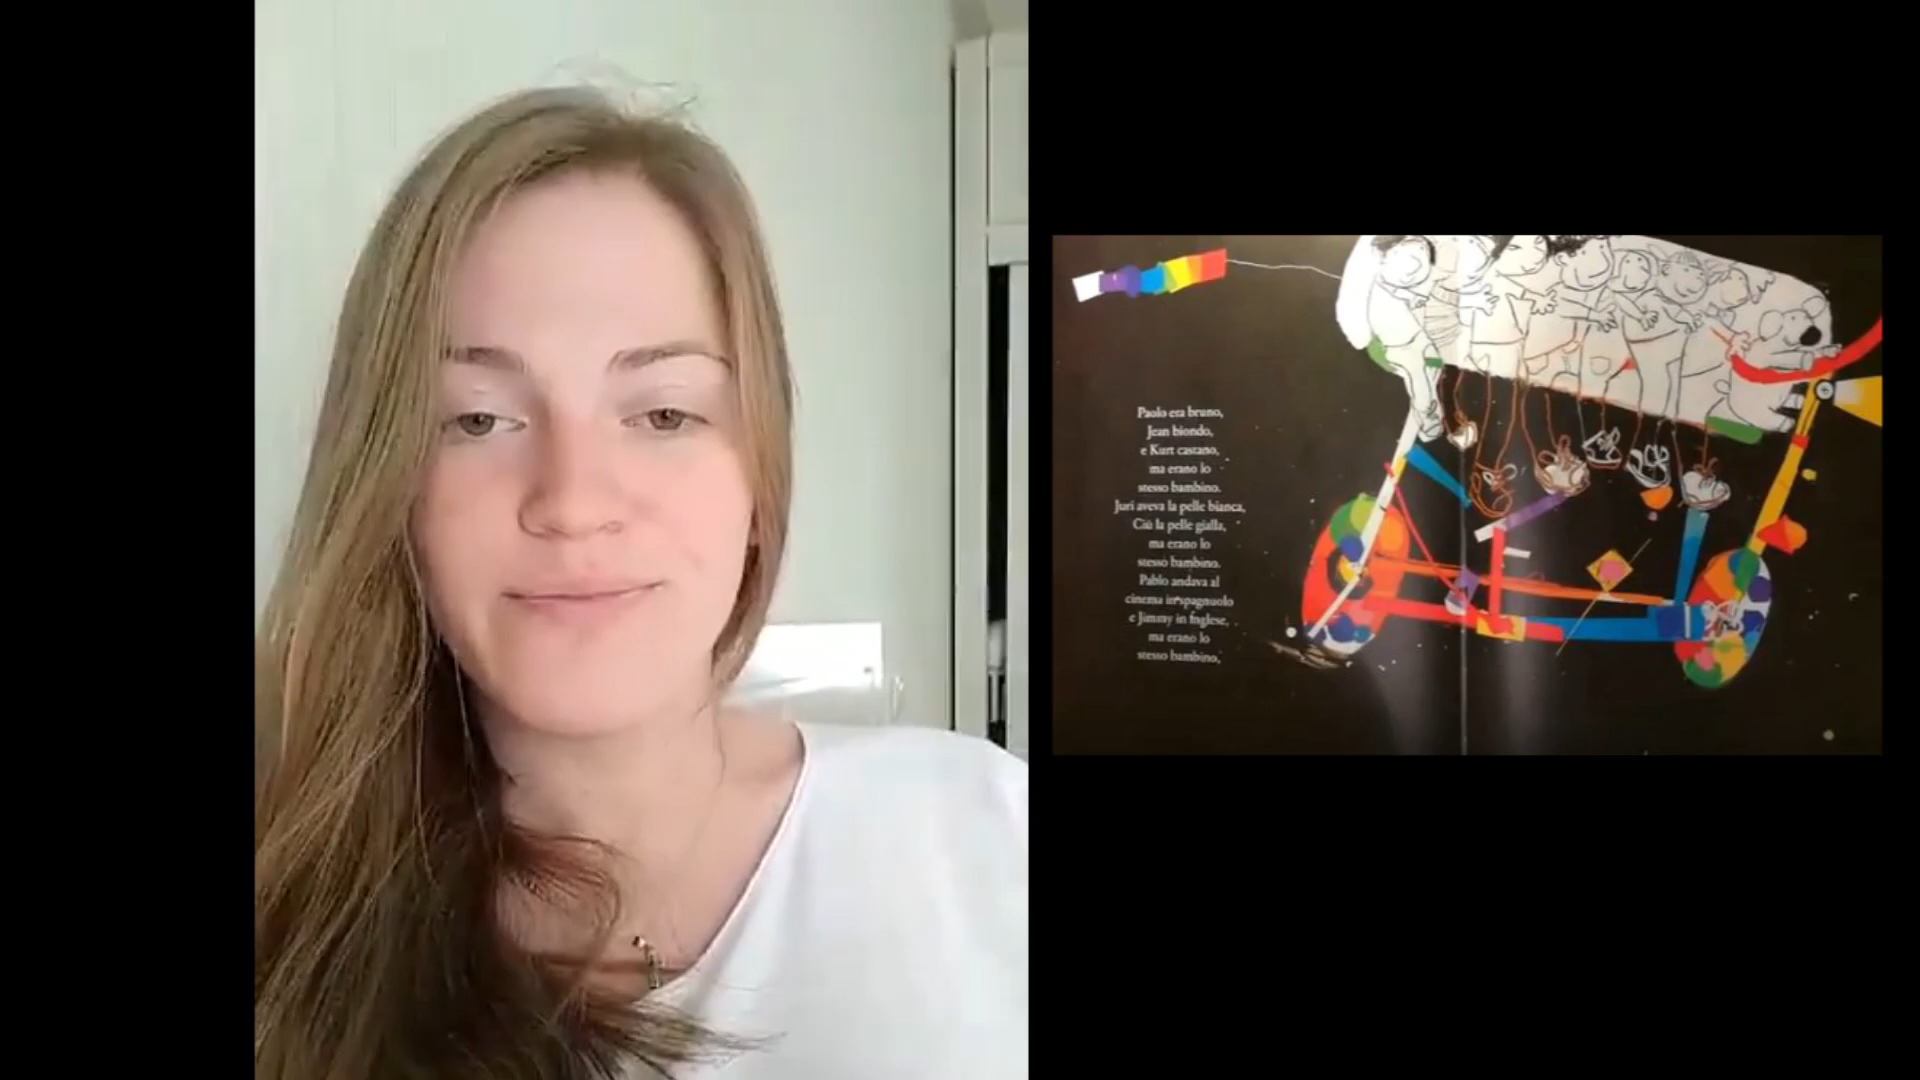 Paolo era bruno,
Jean biondo,
e Kurt castano,
ma erano lo
stesso bambino.
Juri aveva la pelle bianca,
Ciù la pelle gialla,
ma erano lo
stesso bambino.
Pablo andava al
cinema in spagnuolo
e Jimmy in inglese,
ma erano lo
stesso bambino,